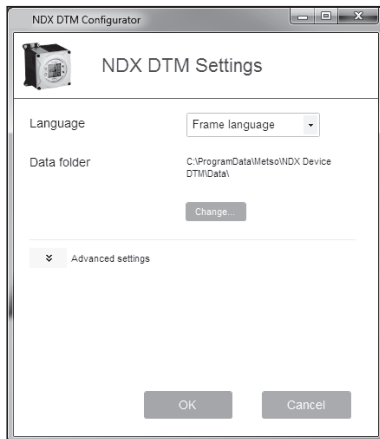 NDX DTM Configurator
NDX DTM Settings
Language
Frame language
Data folder
C:\ProgramData\Metso\NDX Device
DTM\Data\
Change...
Advanced settings
OK
Cancel